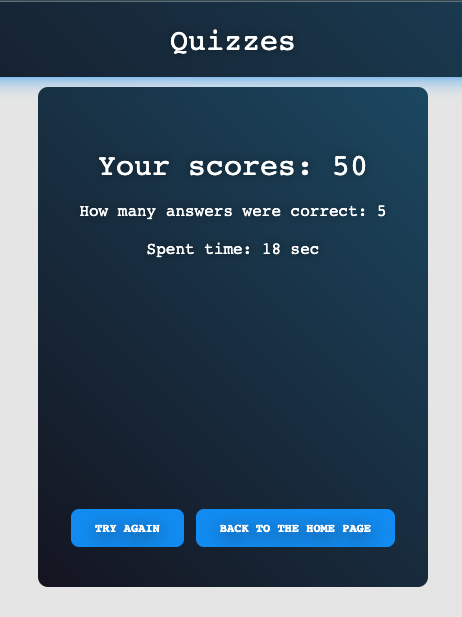 Quizzes
Your scores: 50
How many answers were correct: 5
Spent time: 18 sec
TRY AGAIN
BACK TO THE HOME PAGE